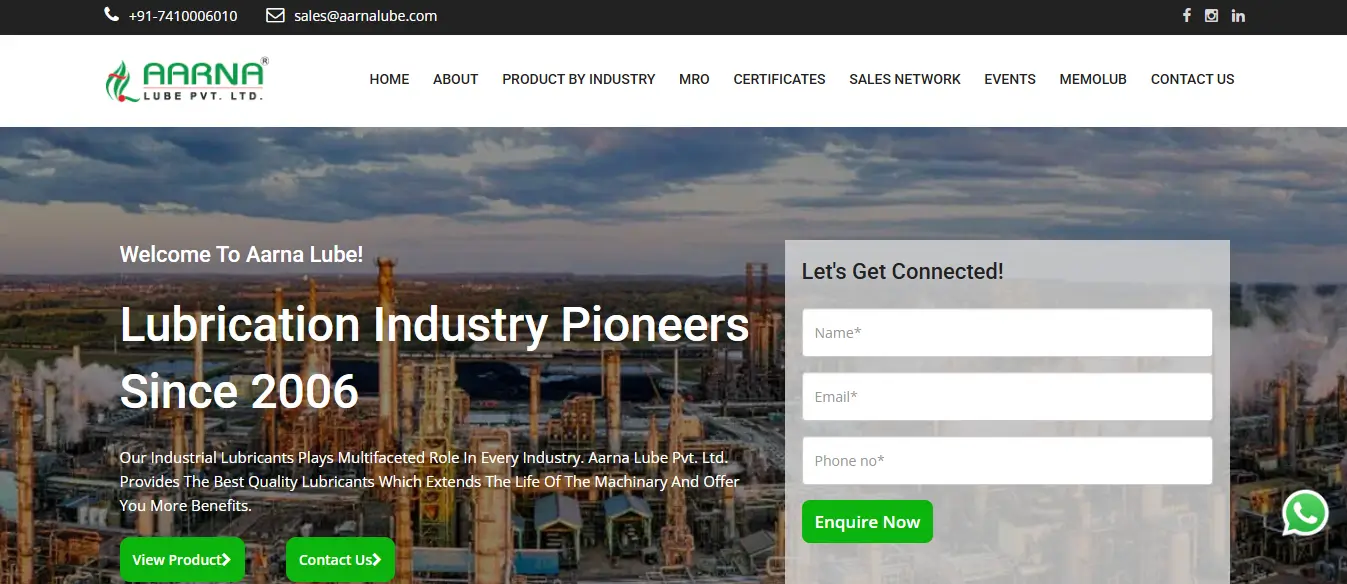 +91-7410006010 sales@aarnalube.com
AARNA®
LUBE PVT. LTD.
HOME ABOUT PRODUCT BY INDUSTRY MRO CERTIFICATES SALES NETWORK EVENTS MEMOLUB CONTACT US
Welcome To Aarna Lube!
Lubrication Industry Pioneers
Since 2006
Our Industrial Lubricants Plays Multifaceted Role In Every Industry. Aarna Lube Pvt. Ltd.
Provides The Best Quality Lubricants Which Extends The Life Of The Machinary And Offer
You More Benefits.
View Product
Contact Us
Let's Get Connected!
Name*
Email*
Phone no*
Enquire Now